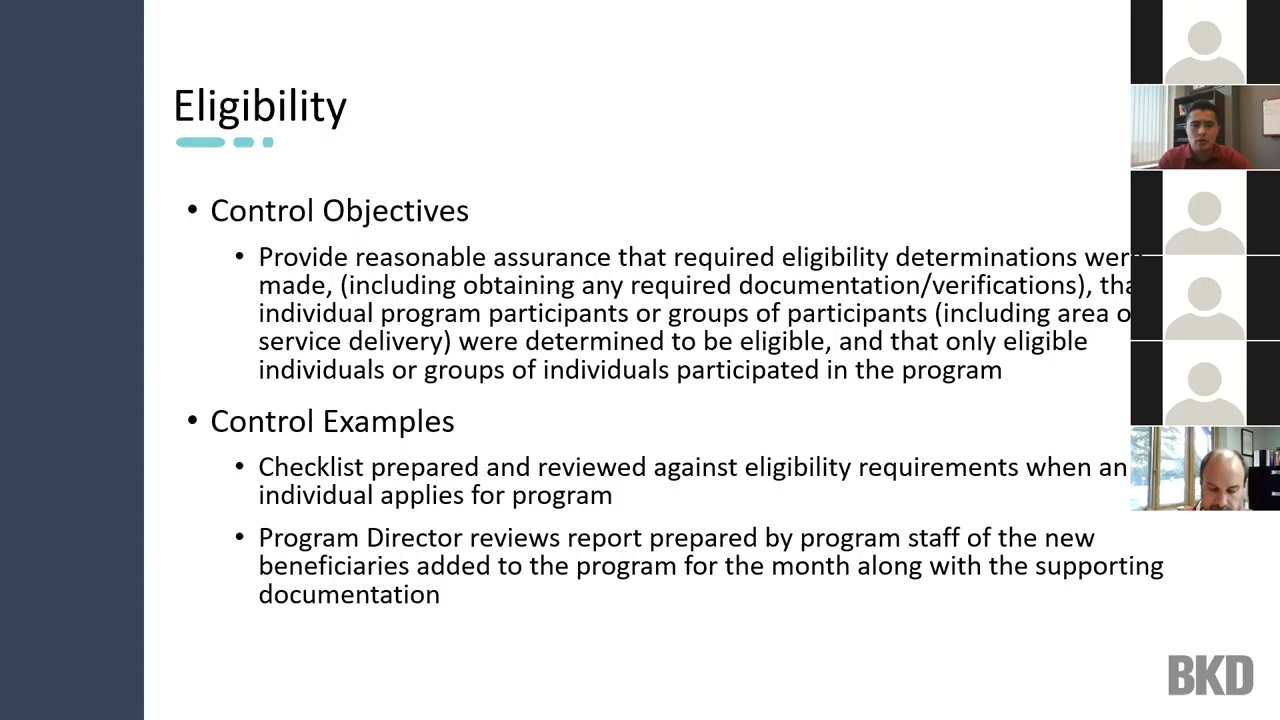 Eligibility
• Control Objectives
• Provide reasonable assurance that required eligibility determinations were
made, (including obtaining any required documentation/verifications),
individual program participants or groups of participants (including area
service delivery) were determined to be eligible, and that only eligible
individuals or groups of individuals participated in the program
• Control Examples
• Checklist prepared and reviewed against eligibility requirements when an
individual applies for program
• Program Director reviews report prepared by program staff of the new
beneficiaries added to the program for the month along with the supporting
documentation
BKD